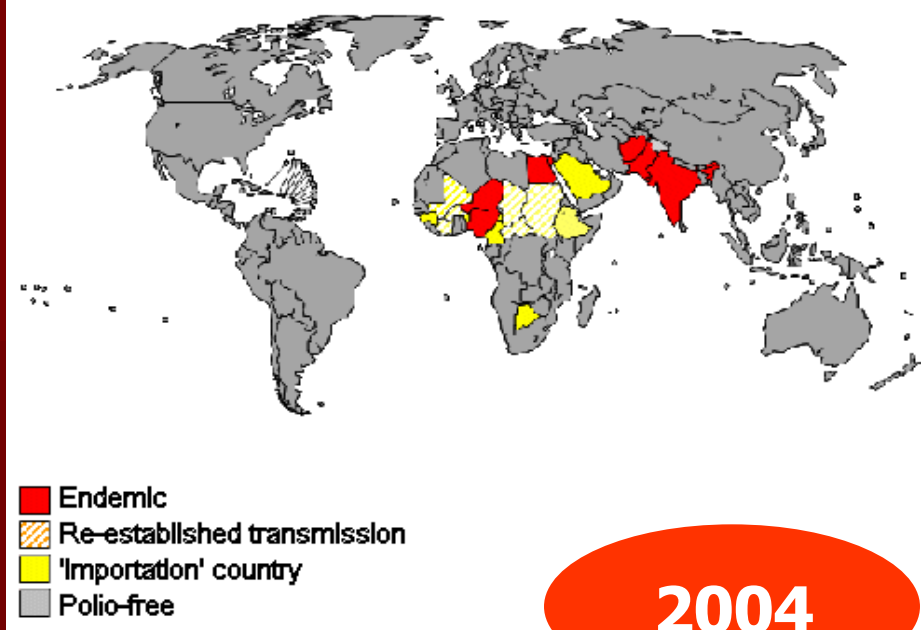 Endemic
Re-established transmission
'Importation' country
Polio-free
2004